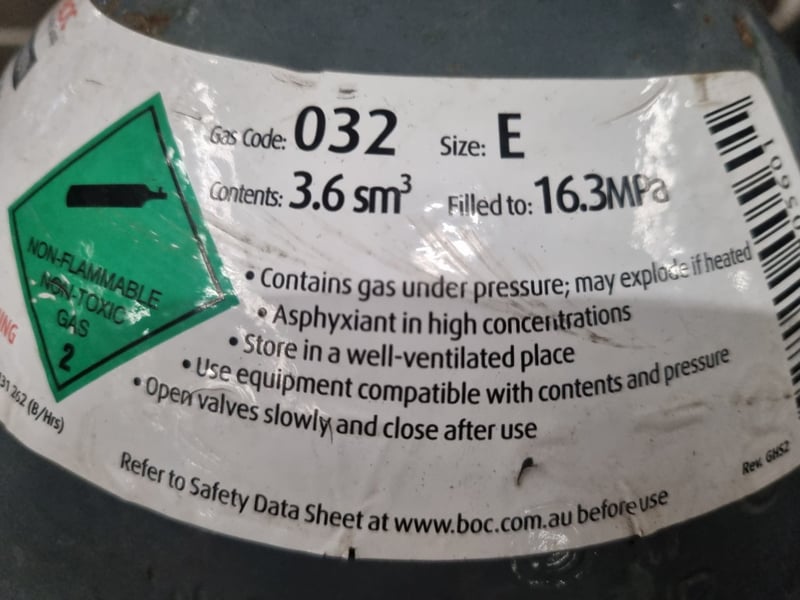 Gas Code: 032 Size: E
Contents: 3.6 sm³ Filled to: 16.3MPa
NON-FLAMMABLE
NON-TOXIC
GAS
2
• Contains gas under pressure; may explode if heated
• Asphyxiant in high concentrations
• Store in a well-ventilated place
• Use equipment compatible with contents and pressure
• Open valves slowly and close after use
(B/Hrs)
Refer to Safety Data Sheet at www.boc.com.au before use
Rev. GHS2